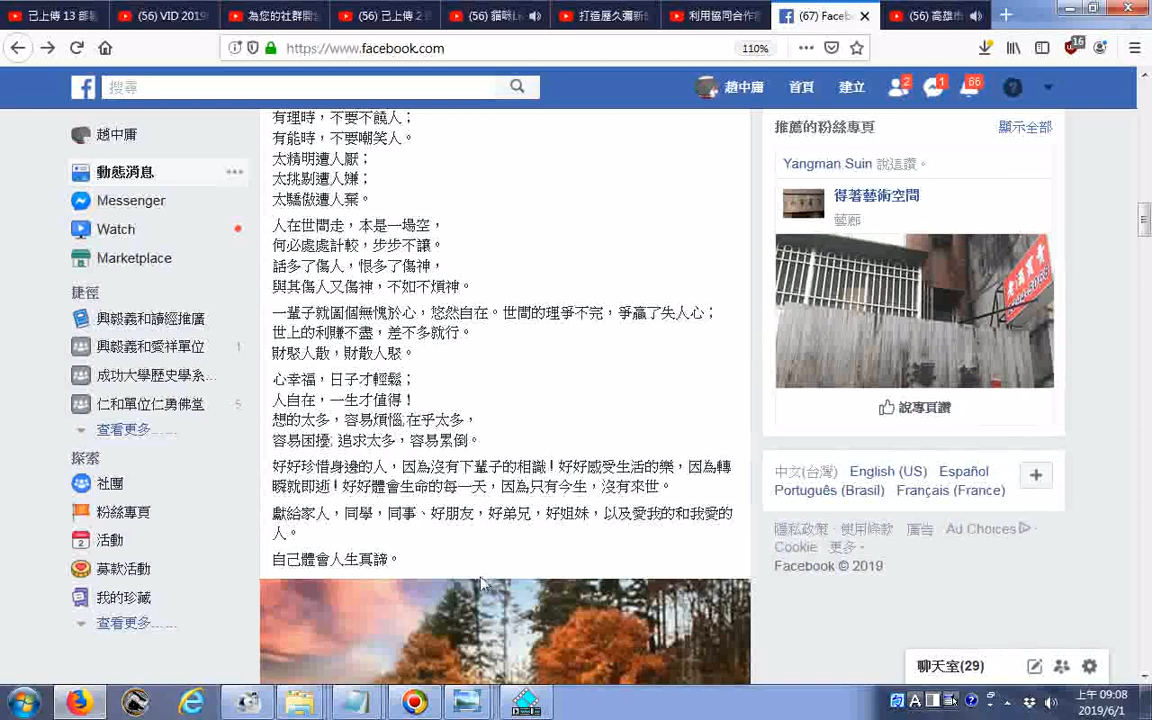 (56) VID 2019
(67) Faceb
https://www.facebook.com
110%
16
搜尋
趙中庸
首頁
建立
2
1
66
趙中庸
動態消息
Messenger
Watch
Marketplace
捷徑
興毅義和讀經推廣
興毅義和愛祥單位 1
成功大學歷史學系...
仁和單位仁勇佛堂 5
查看更多......
探索
社團
粉絲專頁
活動
募款活動
我的珍藏
查看更多......
有理時，不要不饒人；
有能時，不要嘲笑人。
太精明遭人厭；
太挑剔遭人嫌；
太驕傲遭人棄。
人在世間走，本是一場空，
何必處處計較，步步不讓。
話多了傷人，恨多了傷神，
與其傷人又傷神，不如不煩神。
一輩子就圖個無愧於心，悠然自在。世間的理爭不完，爭贏了失人心；
世上的利賺不盡，差不多就行。
財聚人散，財散人聚。
心幸福，日子才輕鬆；
人自在，一生才值得！
想的太多，容易煩惱;在乎太多，
容易困擾; 追求太多，容易累倒。
好好珍惜身邊的人，因為沒有下輩子的相識！好好感受生活的樂，因為轉
瞬就即逝！好好體會生命的每一天，因為只有今生，沒有來世。
獻給家人，同學，同事、好朋友，好弟兄，好姐妹，以及愛我的和我愛的
人。
自己體會人生真諦。
推薦的粉絲專頁
顯示全部
Yangman Suin 說這讚。
得著藝術空間
藝廊
說專頁讚
中文(台灣) English (US) Español
Português (Brasil) Français (France)
隱私政策 · 使用條款 · 廣告 · Ad Choices ·
Cookie · 更多
Facebook © 2019
聊天室(29)
上午 09:08
2019/6/1